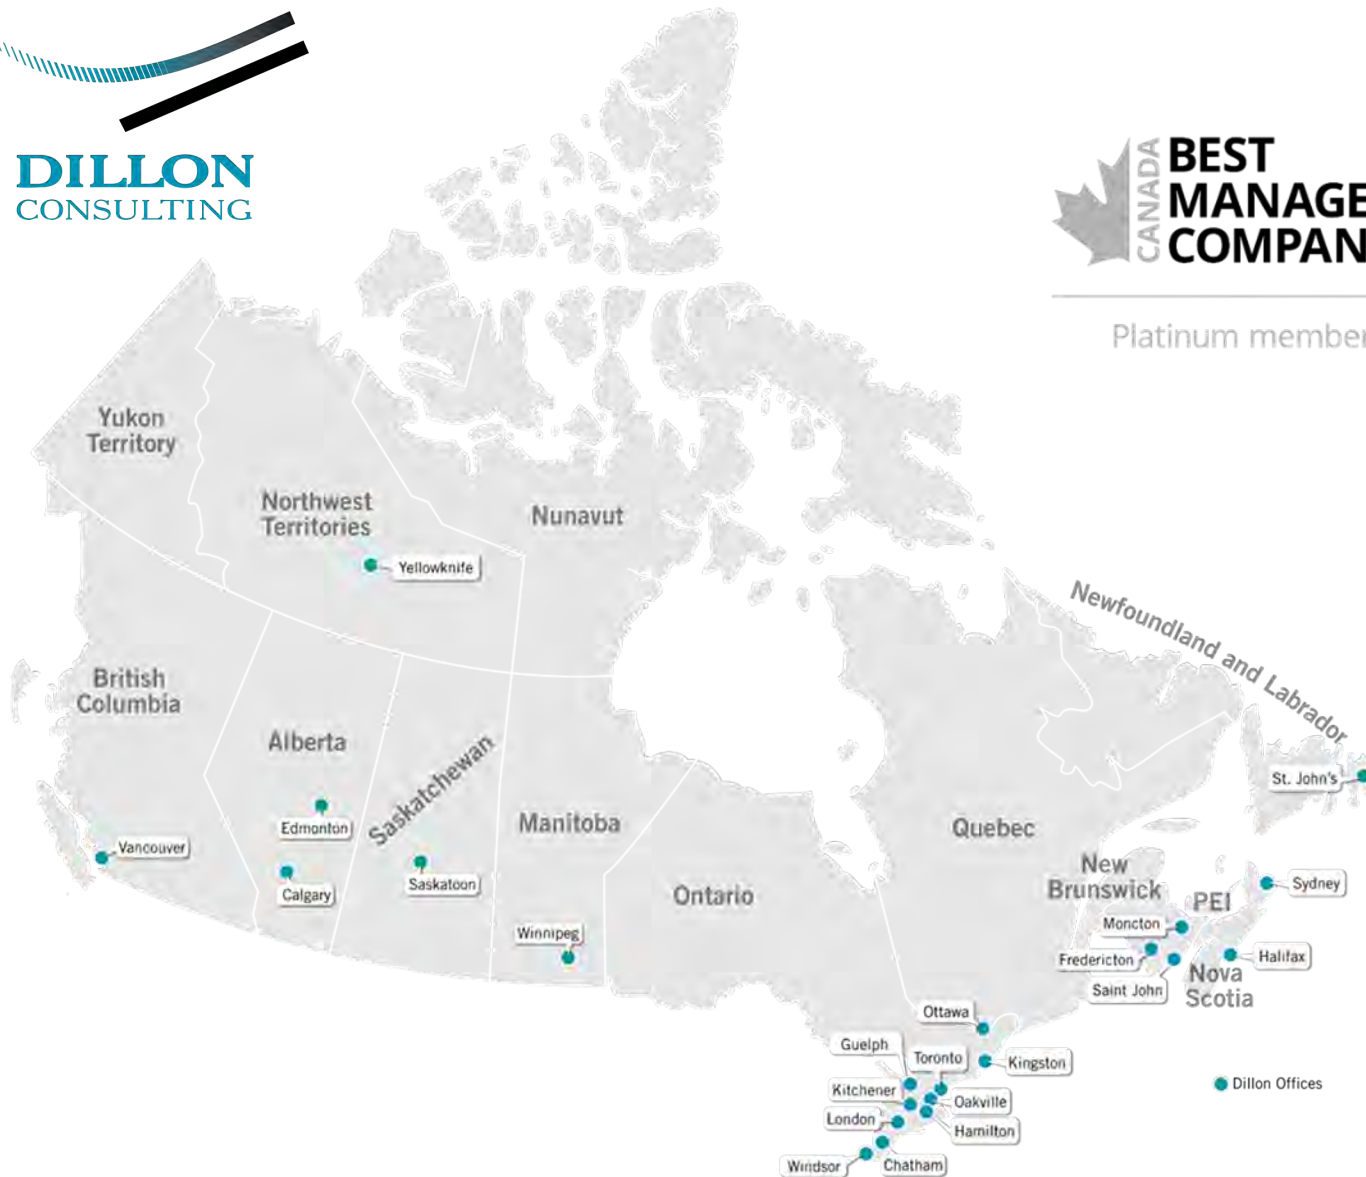 DILLON
CONSULTING
CANADA
BEST
MANAGE
COMPAN
Platinum member
Yukon
Territory
Northwest
Territories
Nunavut
Yellowknife
Newfoundland and Labrador
British
Columbia
Alberta
Saskatchewan
Manitoba
Ontario
Quebec
New
Brunswick
PEI
Nova
Scotia
St. John's
Edmonton
Vancouver
Calgary
Saskatoon
Winnipeg
Sydney
Moncton
Fredericton
Halifax
Saint John
Ottawa
Guelph
Toronto
Kingston
Kitchener
Oakville
London
Hamilton
Windsor
Chatham
Dillon Offices